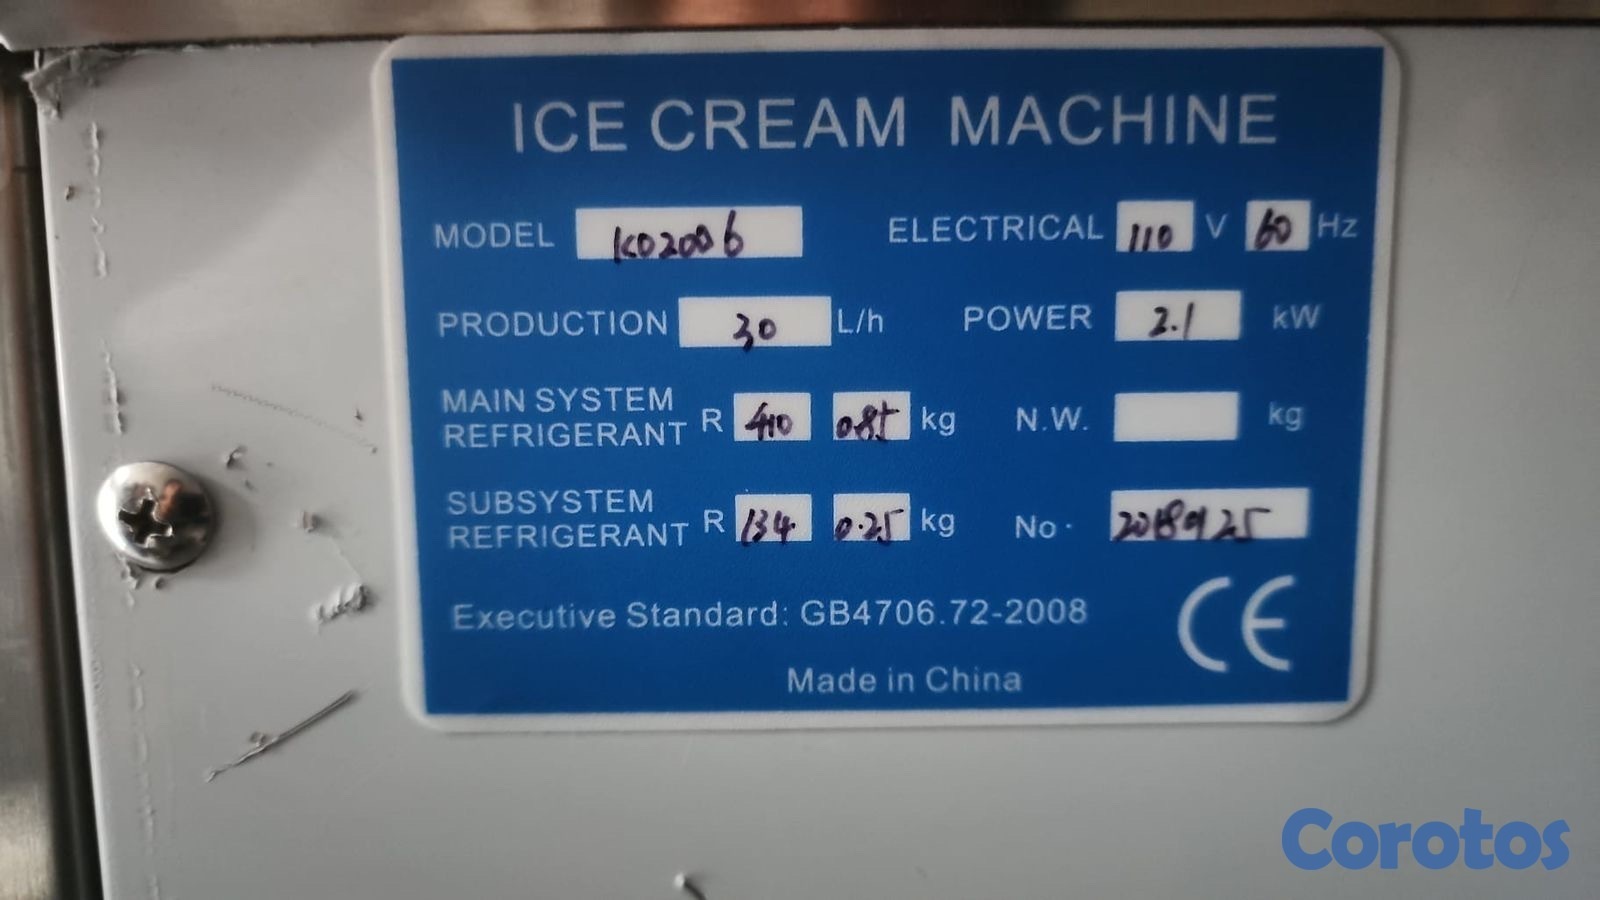 ICE CREAM MACHINE
MODEL KO2006 ELECTRICAL 110 V 60 Hz
PRODUCTION 30 L/h POWER 2.1 kW
MAIN SYSTEM REFRIGERANT R 410 0.85 kg N.W. kg
SUBSYSTEM REFRIGERANT R 134 0.25 kg No.
Executive Standard: GB4706.72-2008
CE
Made in China
Corotos